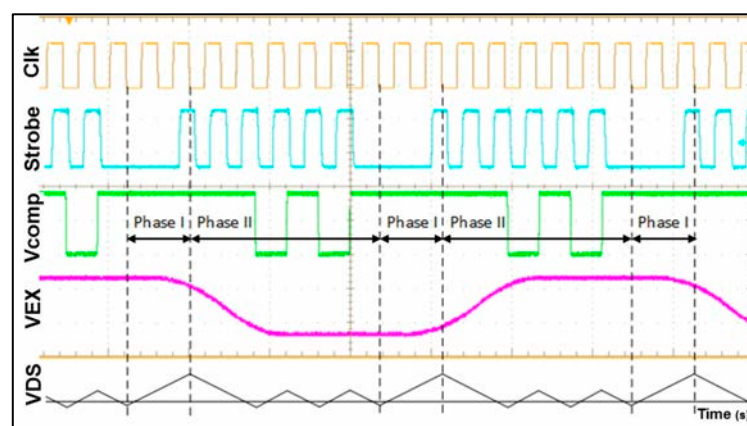 Clk
Strobe
Vcomp
Phase I Phase II Phase I Phase II Phase I
VEX
VDS
Time (s)